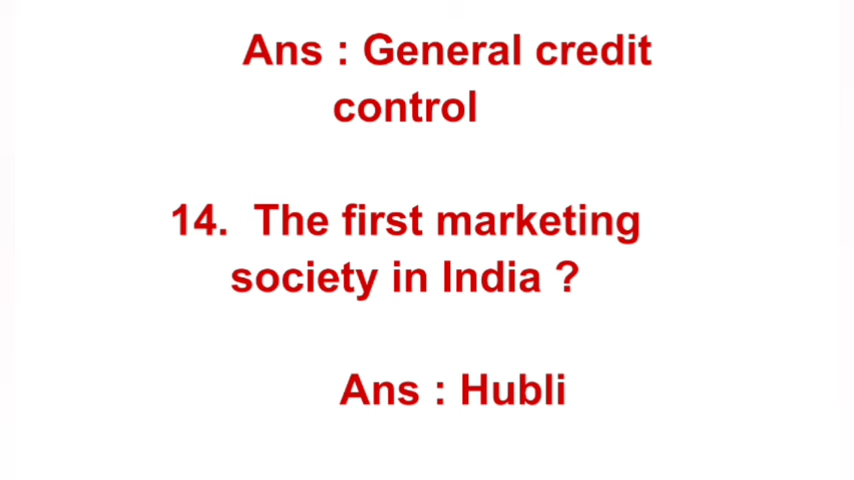 Ans : General credit
control
14. The first marketing
society in India ?
Ans : Hubli